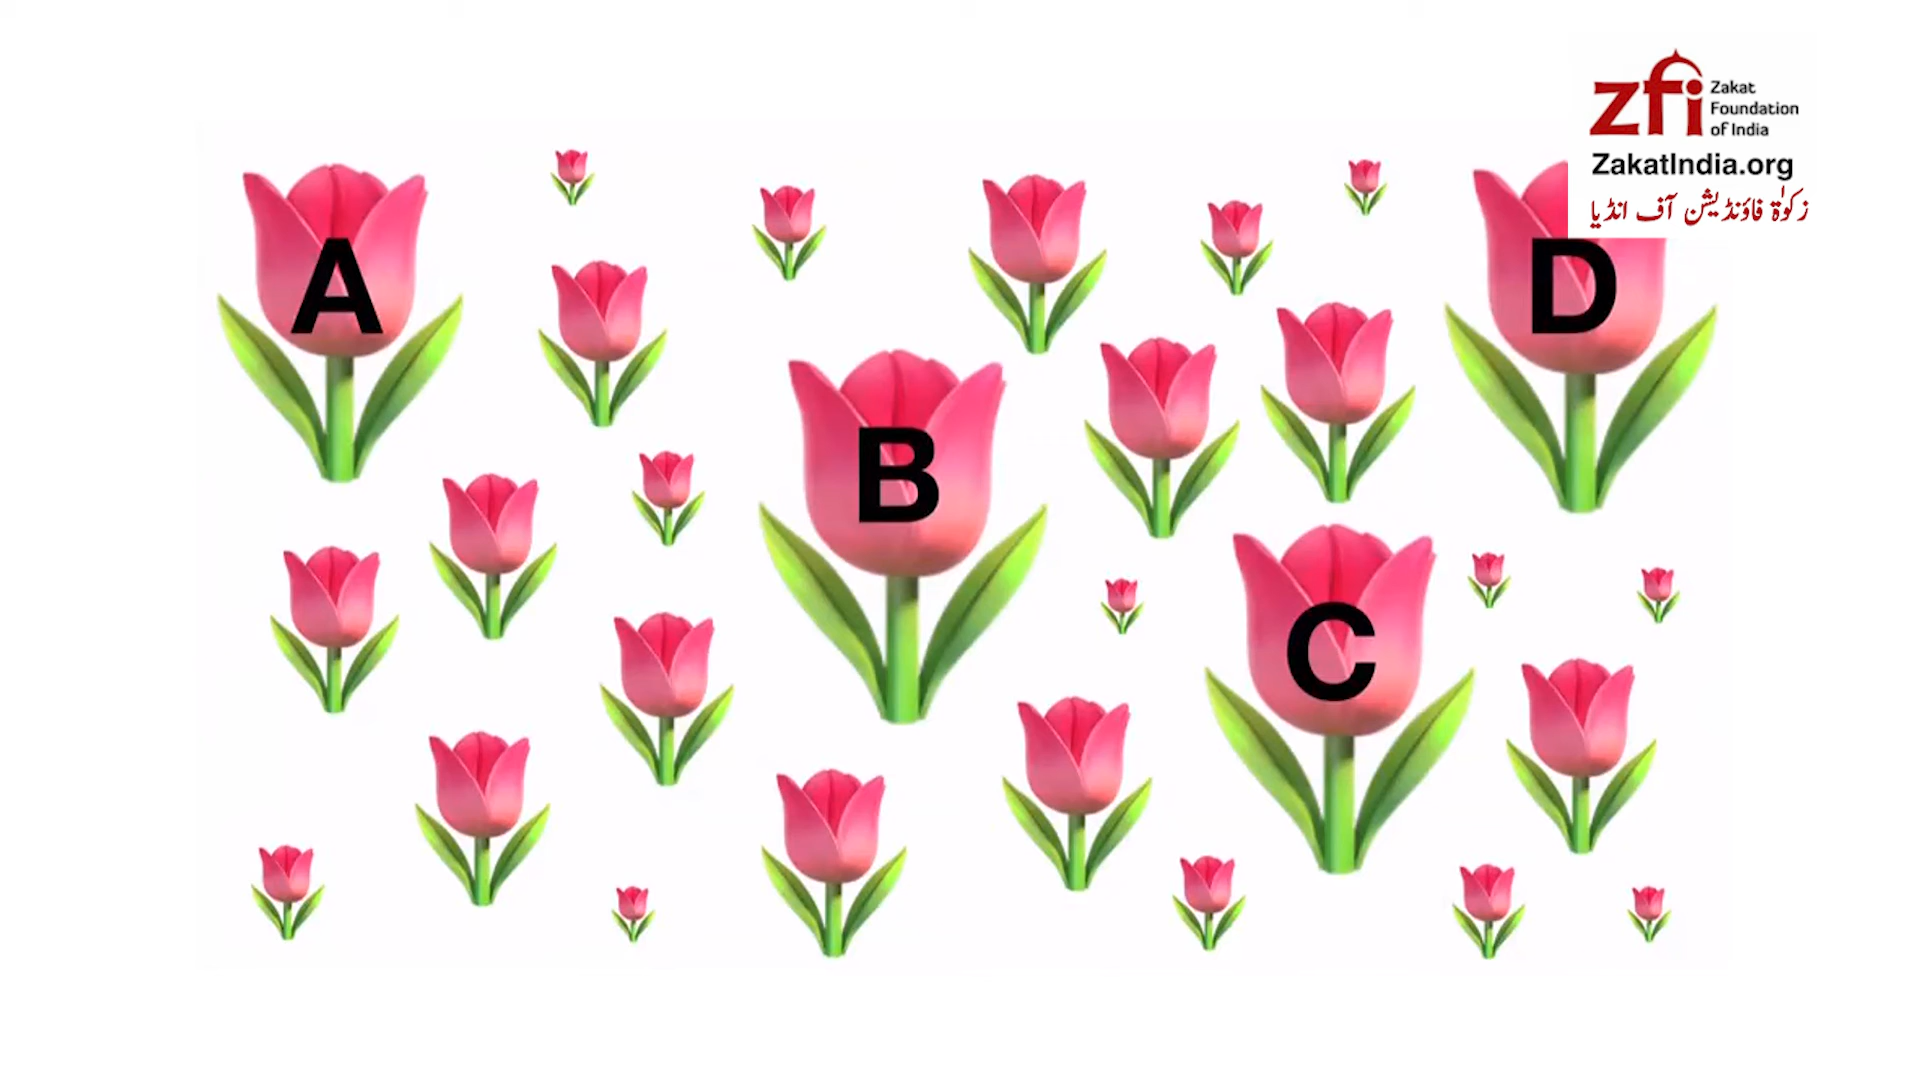 zfi
Zakat
Foundation
of India
ZakatIndia.org
زکوٰۃ فاؤنڈیشن آف انڈیا
A
D
B
C